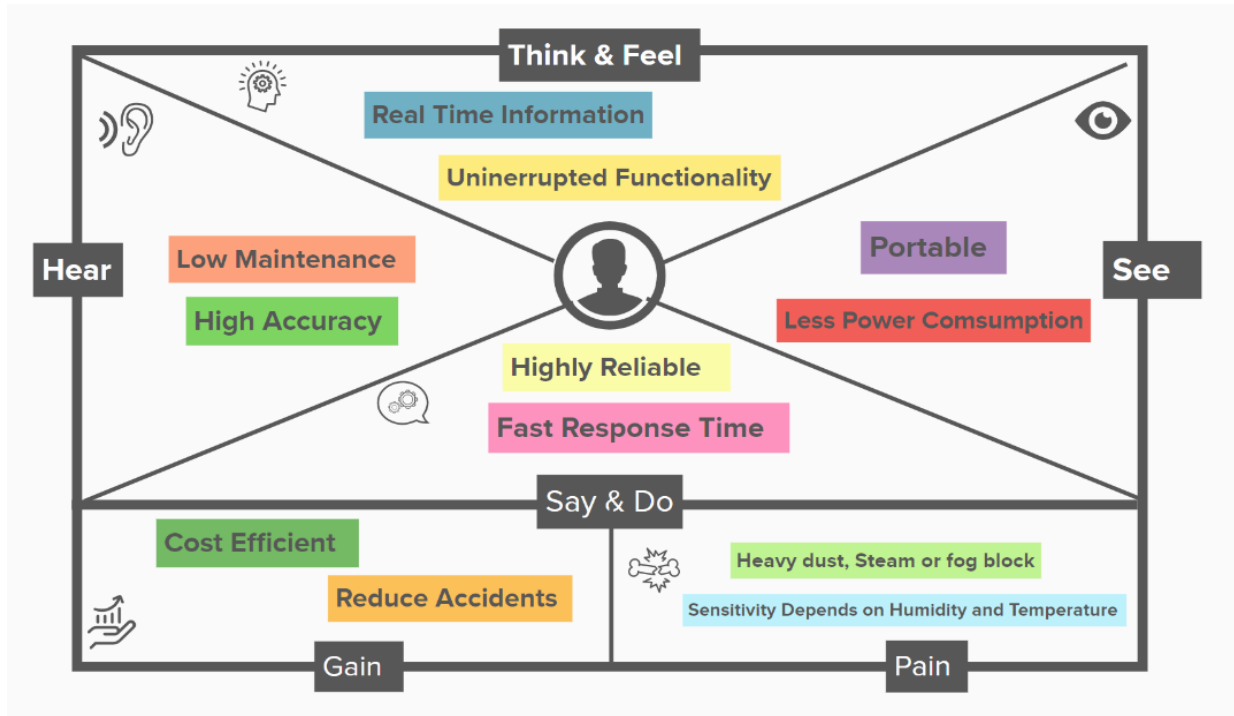 Think & Feel
Real Time Information
Uninerrupted Functionality
Hear
Low Maintenance
High Accuracy
Portable
See
Less Power Comsumption
Highly Reliable
Fast Response Time
Say & Do
Cost Efficient
Reduce Accidents
Gain
Heavy dust, Steam or fog block
Sensitivity Depends on Humidity and Temperature
Pain